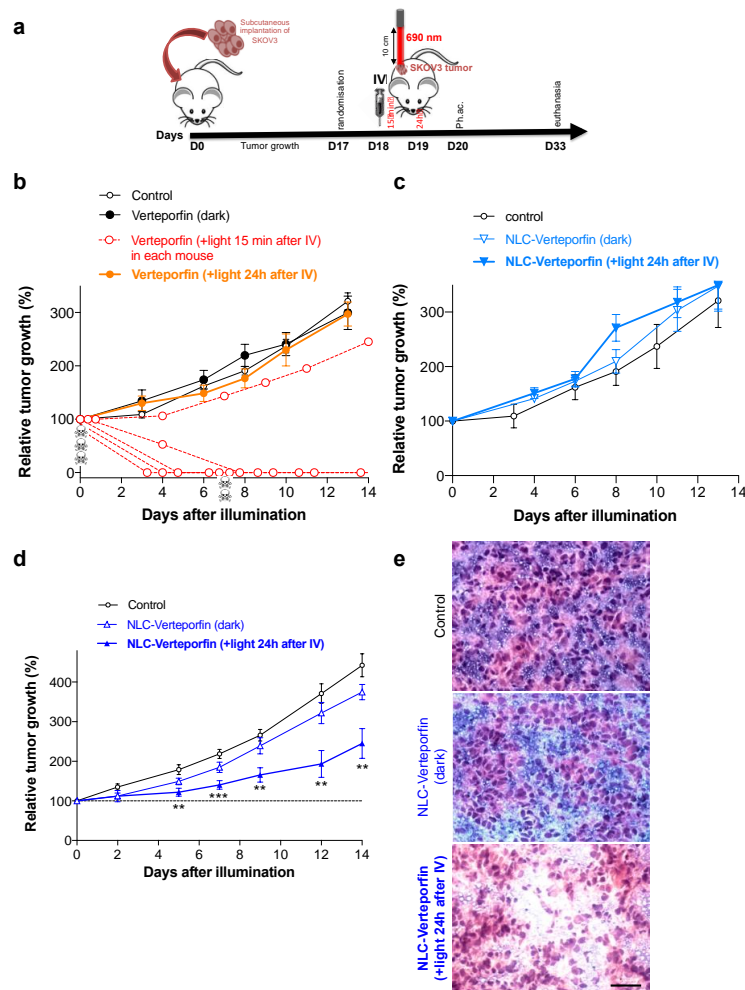 a
Subcutaneous
implantation of
SKOV3
10 cm
690 nm
SKOV3 tumor
IV
randomisation
24h
Ph.ac.
euthanasia
Days
D0
Tumor growth
D17
D18
D19
D20
D33
b
Control
Verteporfin (dark)
Verteporfin (+light 15 min after IV)
in each mouse
Verteporfin (+light 24h after IV)
Relative tumor growth (%)
300
200
100
0
0 2 4 6 8 10 12 14
Days after illumination
c
control
NLC-Verteporfin (dark)
NLC-Verteporfin (+light 24h after IV)
Relative tumor growth (%)
300
200
100
0
0 2 4 6 8 10 12 14
Days after illumination
d
Control
NLC-Verteporfin (dark)
NLC-Verteporfin (+light 24h after IV)
Relative tumor growth (%)
400
300
200
100
0
** *** ** ** **
0 2 4 6 8 10 12 14
Days after illumination
e
Control
NLC-Verteporfin
(dark)
NLC-Verteporfin
(+light 24h after IV)